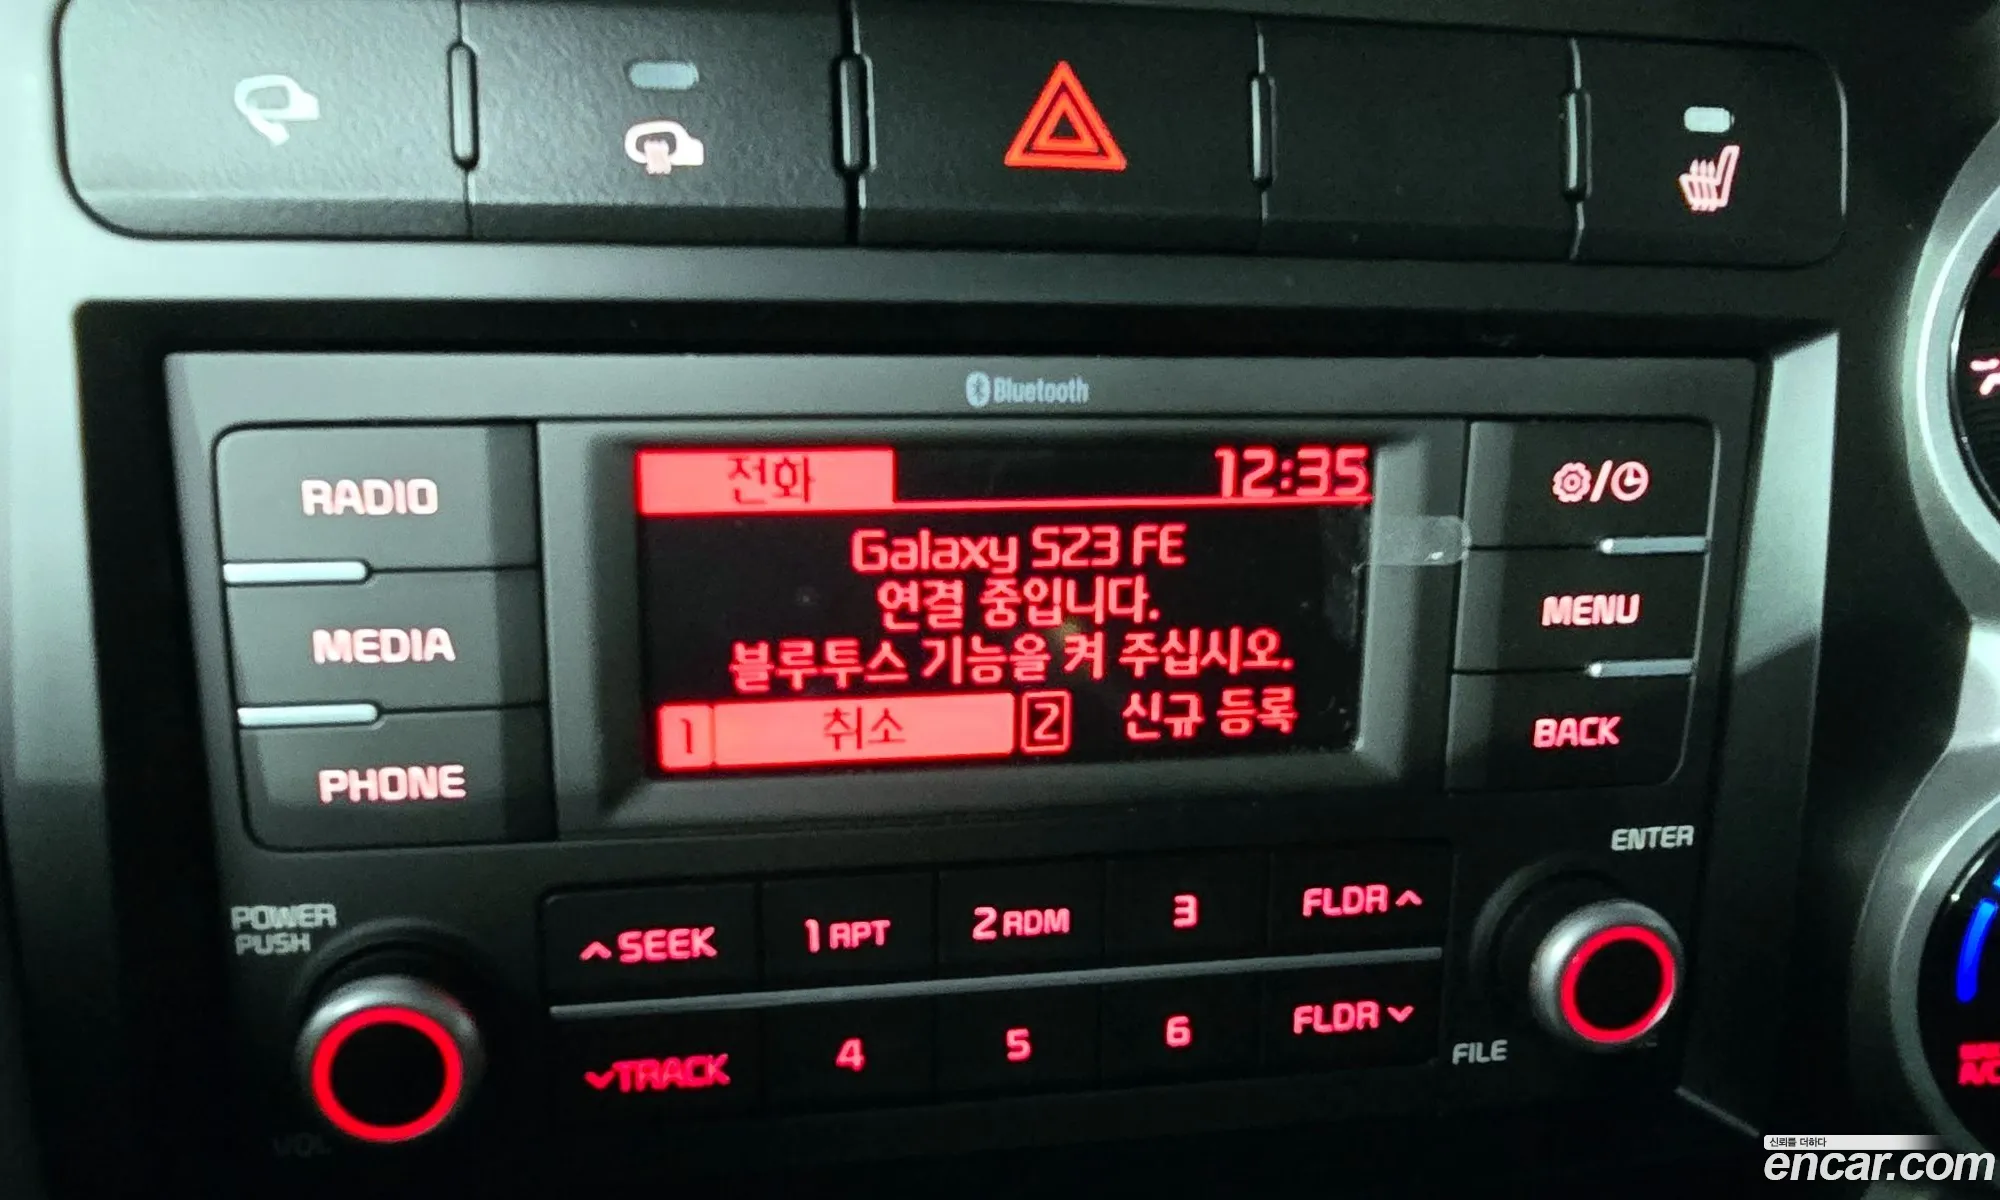 Bluetooth
RADIO
MEDIA
PHONE
전화 12:35
Galaxy S23 FE
연결 중입니다.
블루투스 기능을 켜 주십시오.
1 취소 2 신규 등록
MENU
BACK
ENTER
POWER
PUSH
VOL
SEEK 1 RPT 2 RDM 3 FLDR
TRACK 4 5 6 FLDR
FILE
A/C
신뢰를 더하다
encar.com